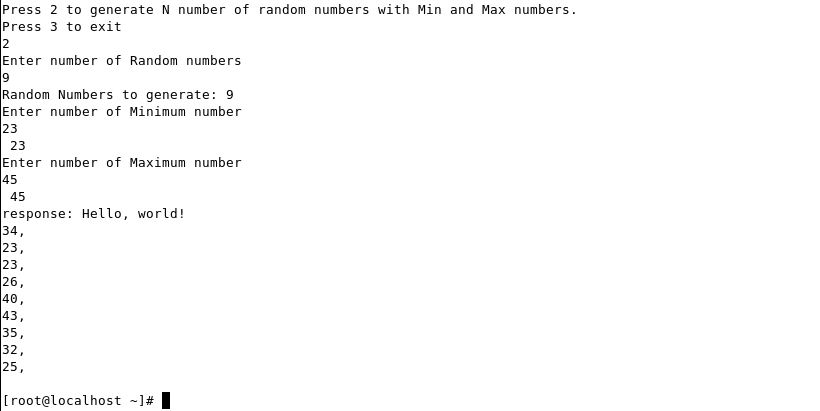 Press 2 to generate N number of random numbers with Min and Max numbers.
Press 3 to exit
2
Enter number of Random numbers
9
Random Numbers to generate: 9
Enter number of Minimum number
23
 23
Enter number of Maximum number
45
 45
response: Hello, world!
34,
23,
23,
26,
40,
43,
35,
32,
25,
[root@localhost ~]#